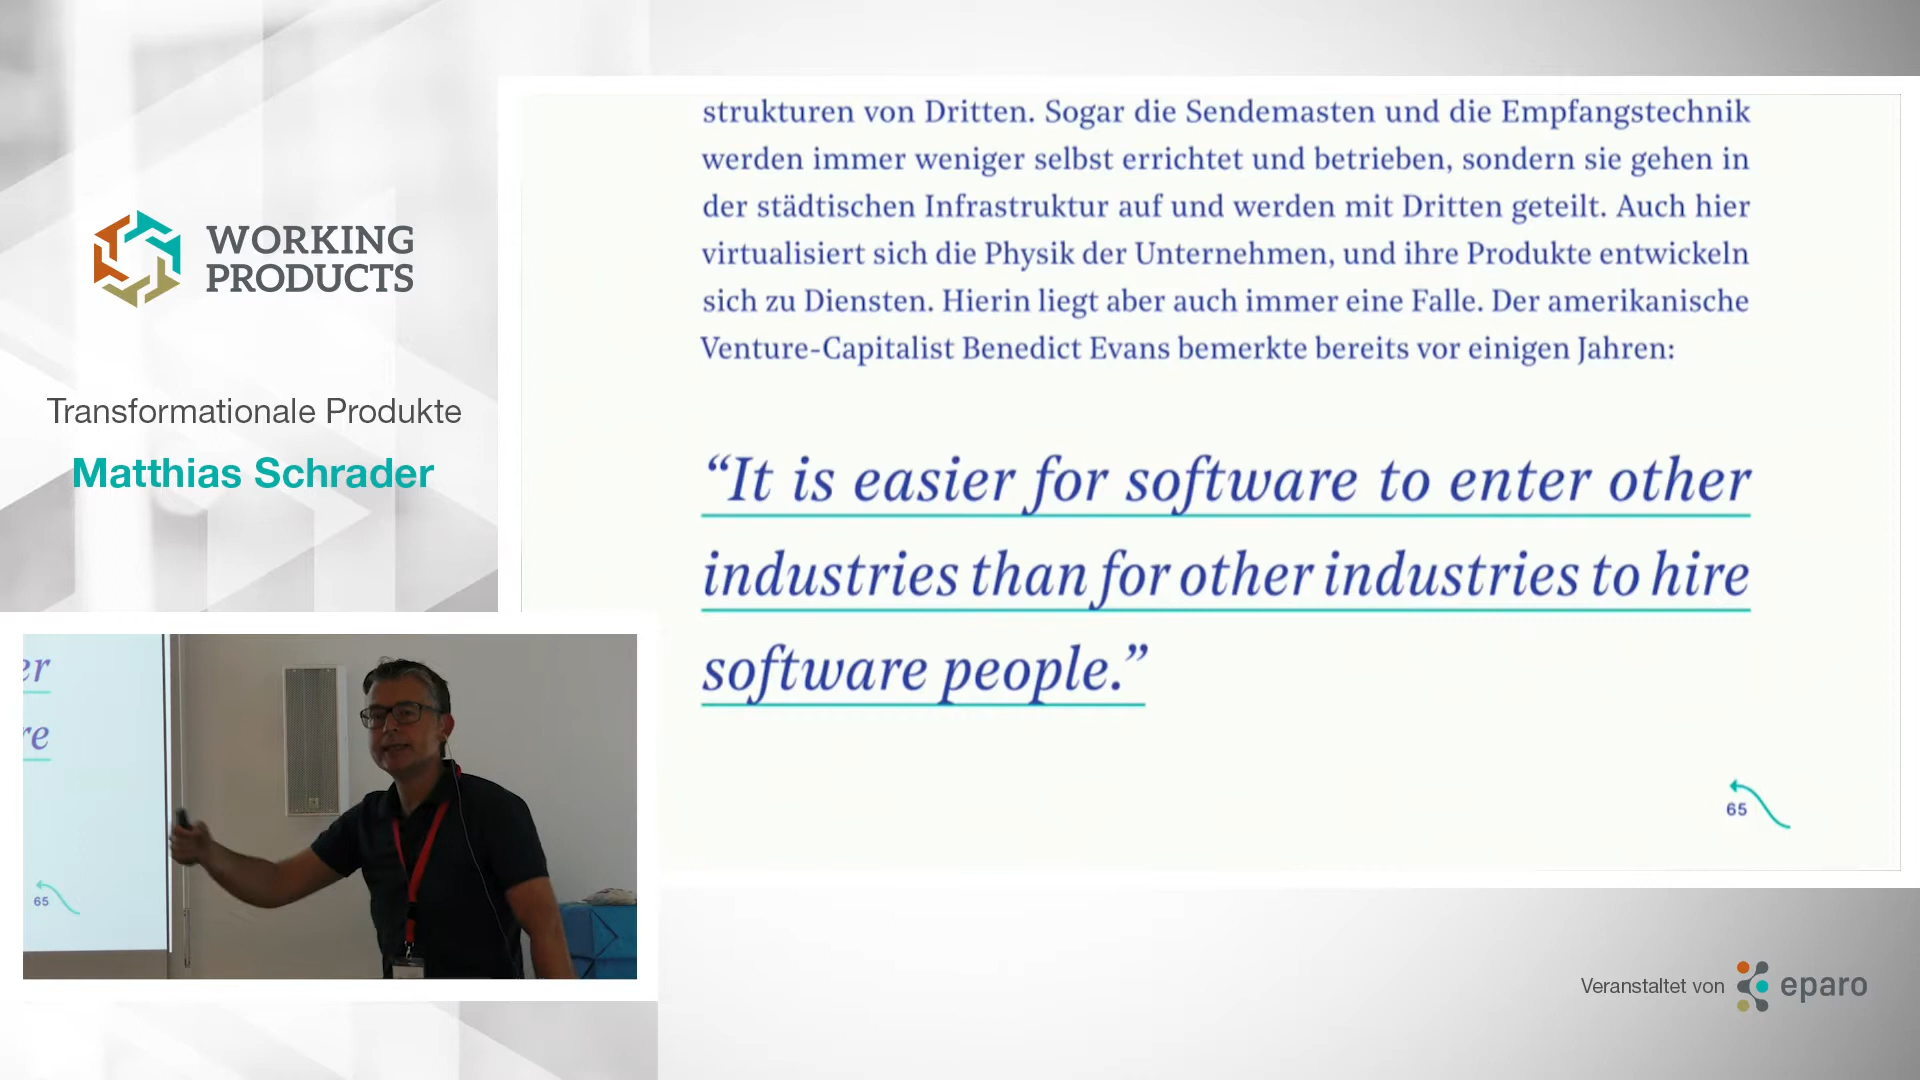 WORKING
PRODUCTS
Transformationale Produkte
Matthias Schrader
strukturen von Dritten. Sogar die Sendemasten und die Empfangstechnik
werden immer weniger selbst errichtet und betrieben, sondern sie gehen in
der städtischen Infrastruktur auf und werden mit Dritten geteilt. Auch hier
virtualisiert sich die Physik der Unternehmen, und ihre Produkte entwickeln
sich zu Diensten. Hierin liegt aber auch immer eine Falle. Der amerikanische
Venture-Capitalist Benedict Evans bemerkte bereits vor einigen Jahren:
“It is easier for software to enter other
industries than for other industries to hire
software people.”
65
er
re
65
Veranstaltet von eparo